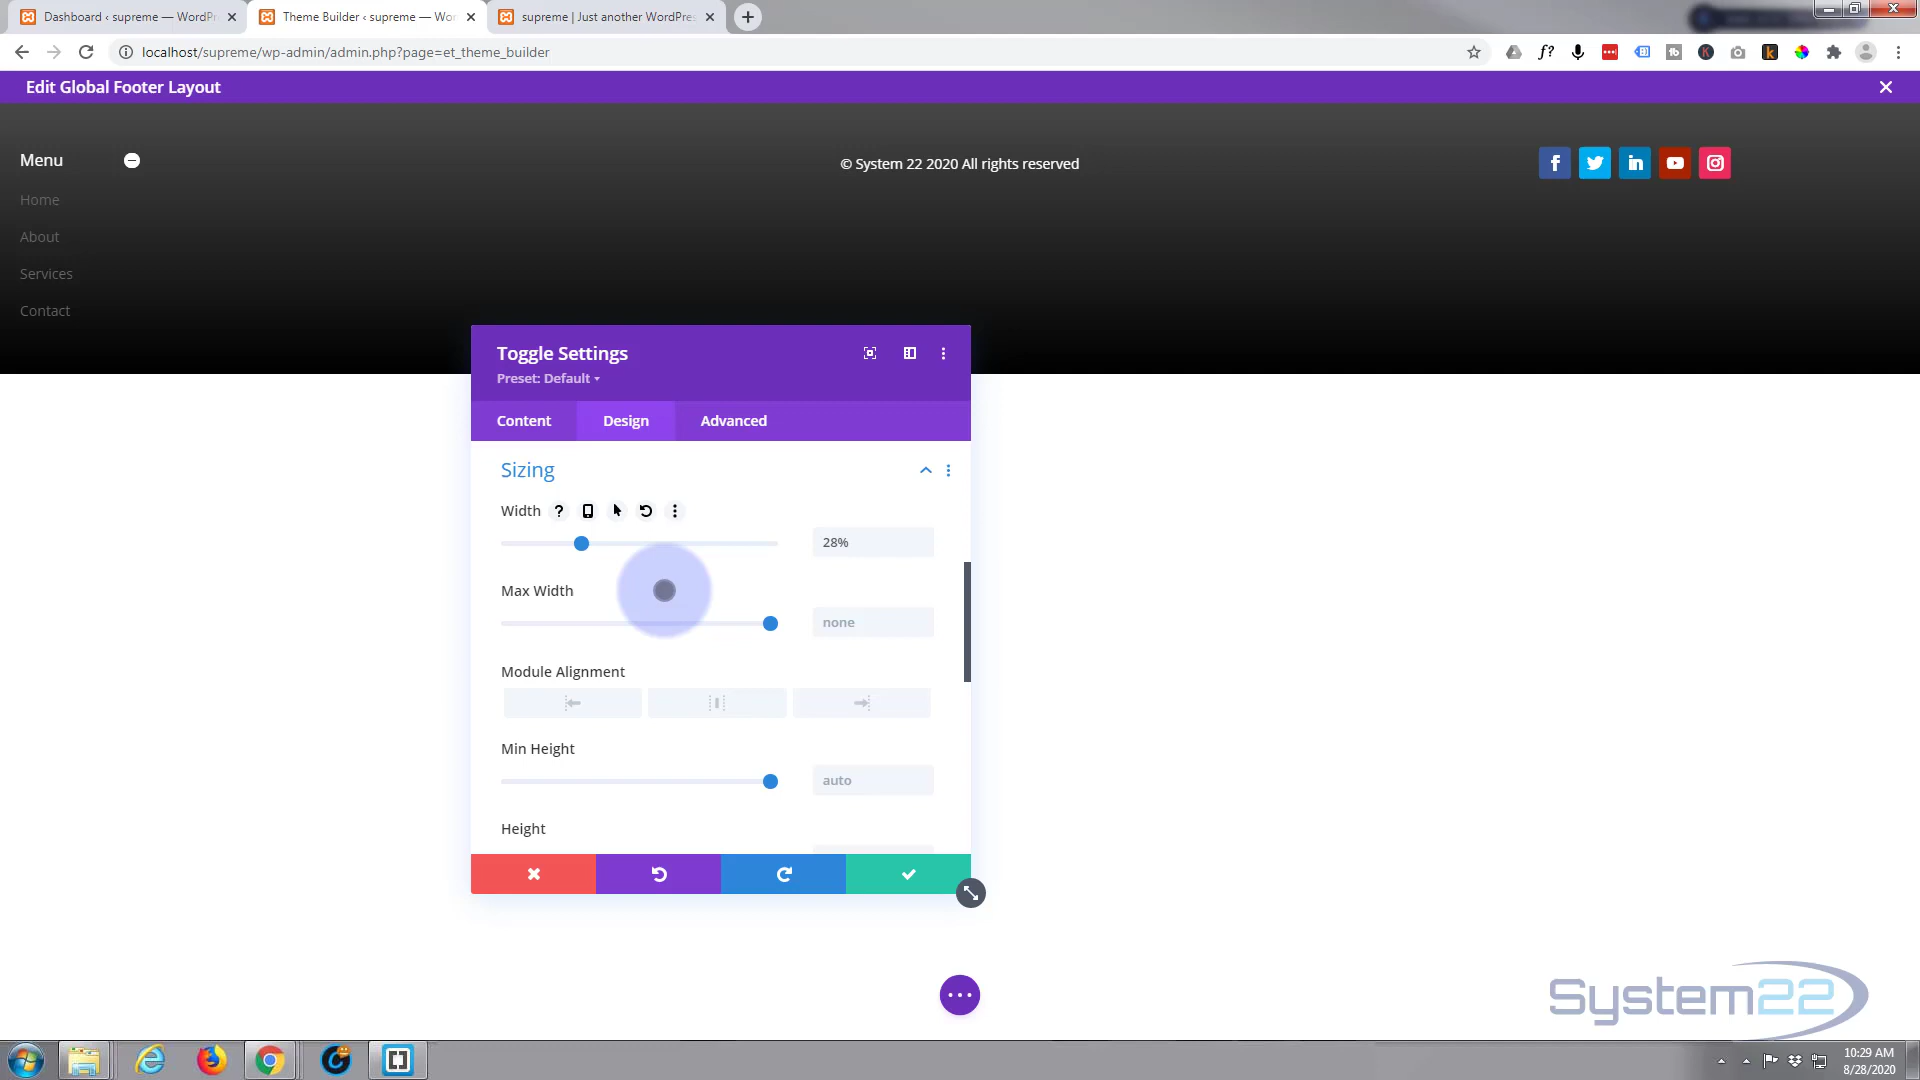 Dashboard ‹ supreme — WordPr
Theme Builder ‹ supreme — Wor
supreme | Just another WordPres
localhost/supreme/wp-admin/admin.php?page=et_theme_builder
Edit Global Footer Layout
Menu
© System 22 2020 All rights reserved
Home
About
Services
Contact
Toggle Settings
Preset: Default
Content
Design
Advanced
Sizing
Width
28%
Max Width
none
Module Alignment
Min Height
auto
Height
System22
10:29 AM
8/28/2020